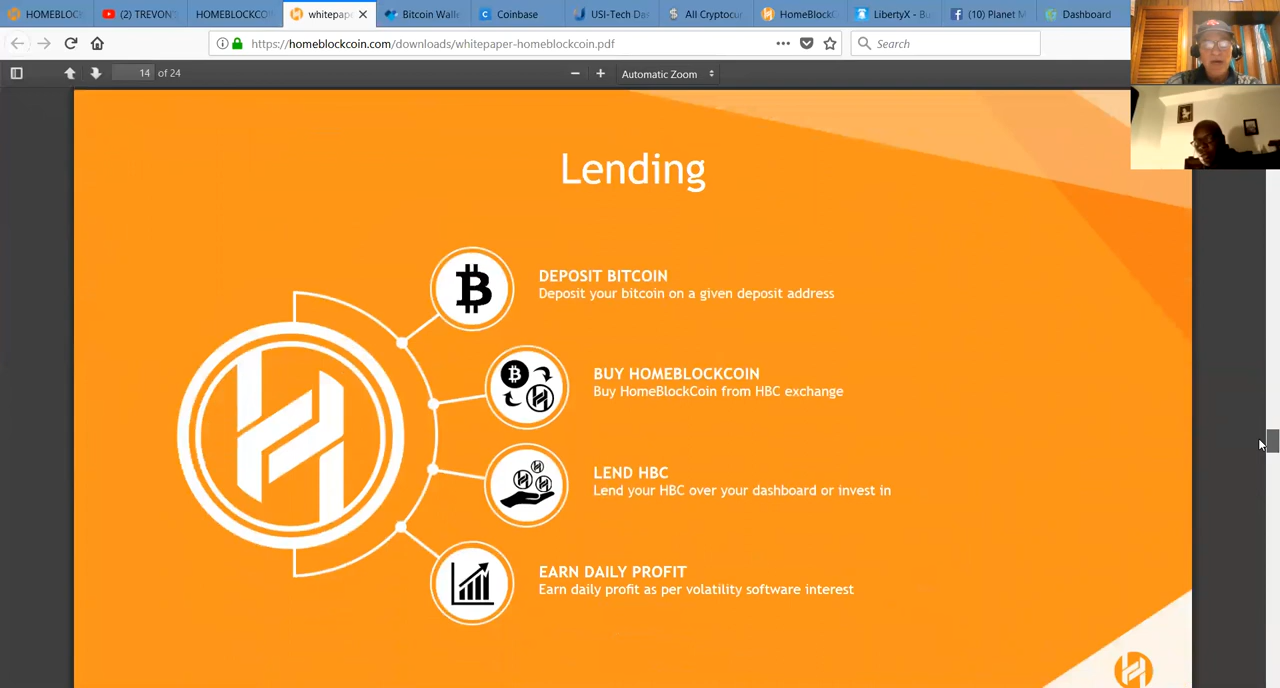 HOMEBLOCK
(2) TREVON'
HOMEBLOCKCO
whitepape
Bitcoin Walle
Coinbase
USI-Tech Das
All Cryptocur
HomeBlockC
LibertyX - Bu
(10) Planet M
Dashboard
https://homeblockcoin.com/downloads/whitepaper-homeblockcoin.pdf
Search
14 of 24
Automatic Zoom
Lending
DEPOSIT BITCOIN
Deposit your bitcoin on a given deposit address
BUY HOMEBLOCKCOIN
Buy HomeBlockCoin from HBC exchange
LEND HBC
Lend your HBC over your dashboard or invest in
EARN DAILY PROFIT
Earn daily profit as per volatility software interest